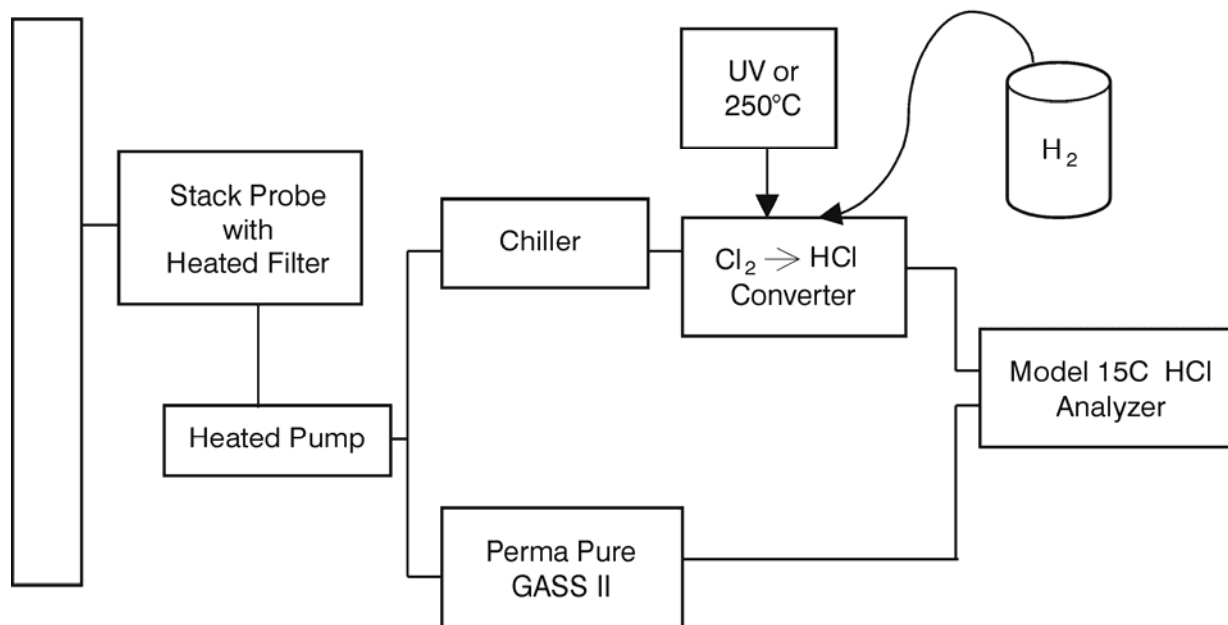 UV or
250°C
H₂
Stack Probe
with
Heated Filter
Chiller
Cl₂ → HCl
Converter
Model 15C HCl
Analyzer
Heated Pump
Perma Pure
GASS II